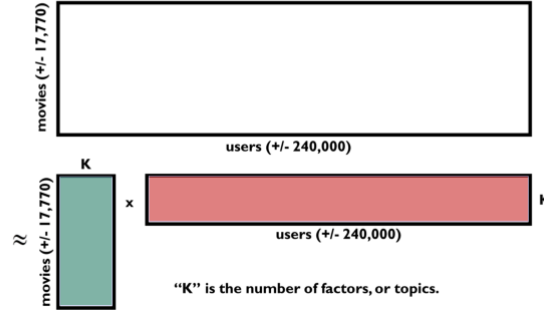 movies (+/- 17,770)
users (+/- 240,000)
K
≈
movies (+/- 17,770)
x
K
users (+/- 240,000)
“K” is the number of factors, or topics.